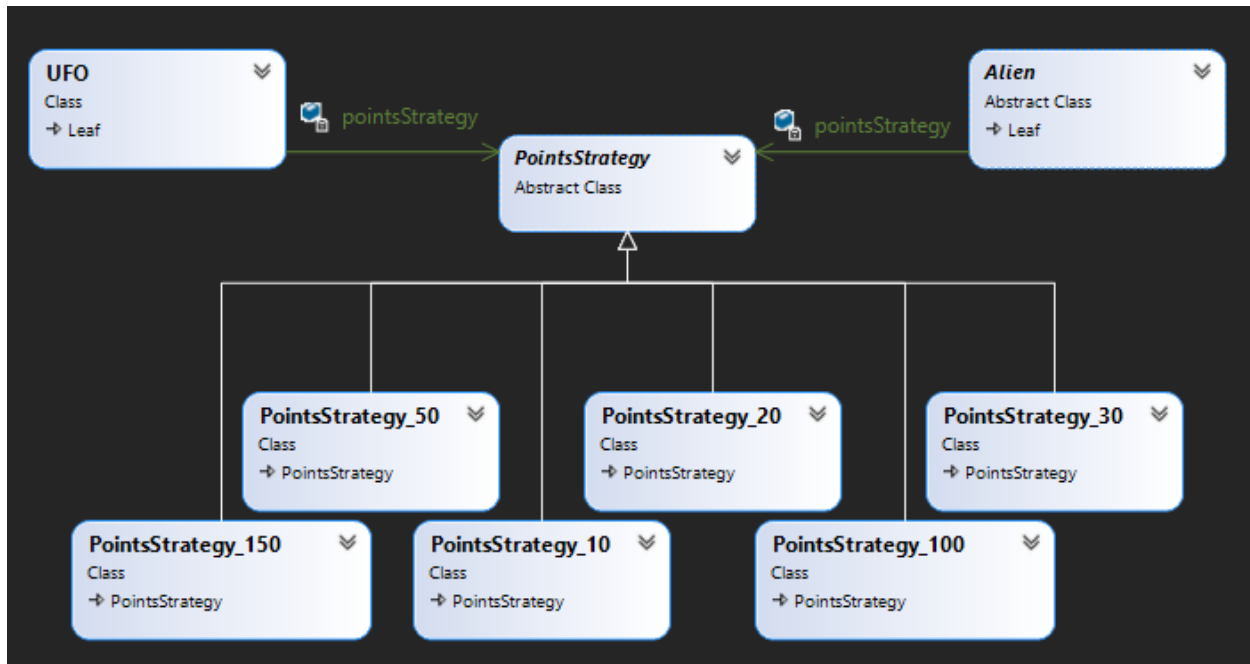 UFO
Class
Leaf
pointsStrategy
PointsStrategy
Abstract Class
pointsStrategy
Alien
Abstract Class
Leaf
PointsStrategy_50
Class
PointsStrategy
PointsStrategy_20
Class
PointsStrategy
PointsStrategy_30
Class
PointsStrategy
PointsStrategy_150
Class
PointsStrategy
PointsStrategy_10
Class
PointsStrategy
PointsStrategy_100
Class
PointsStrategy